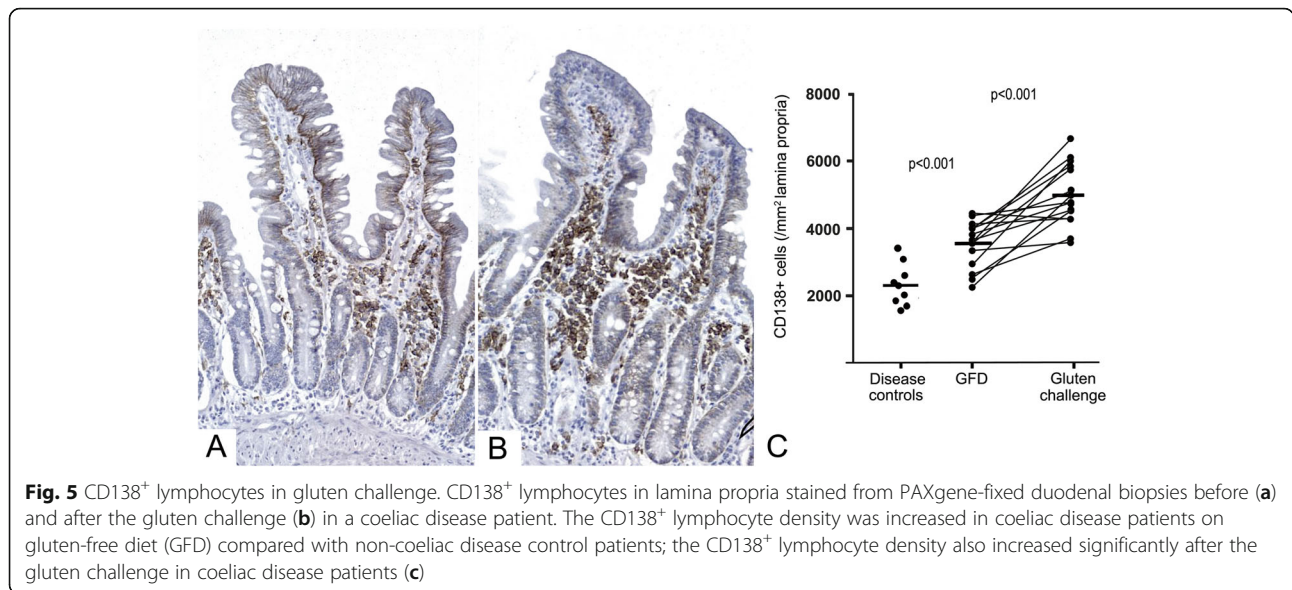 8000
p<0.001
6000
p<0.001
CD138+ cells (/mm² lamina propria)
4000
2000
Disease
controls
GFD
Gluten
challenge
A
B
C
Fig. 5 CD138⁺ lymphocytes in gluten challenge. CD138⁺ lymphocytes in lamina propria stained from PAXgene-fixed duodenal biopsies before (a)
and after the gluten challenge (b) in a coeliac disease patient. The CD138⁺ lymphocyte density was increased in coeliac disease patients on
gluten-free diet (GFD) compared with non-coeliac disease control patients; the CD138⁺ lymphocyte density also increased significantly after the
gluten challenge in coeliac disease patients (c)